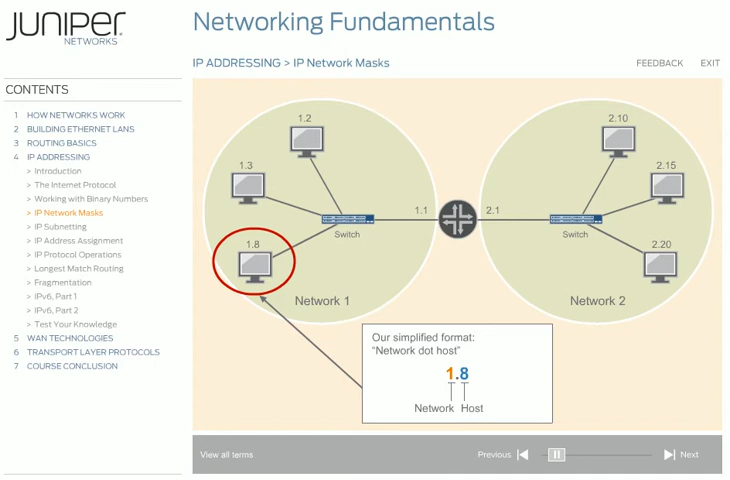 JUNIPER
NETWORKS
Networking Fundamentals
IP ADDRESSING > IP Network Masks
FEEDBACK
EXIT
CONTENTS
1 HOW NETWORKS WORK
2 BUILDING ETHERNET LANS
3 ROUTING BASICS
4 IP ADDRESSING
> Introduction
> The Internet Protocol
> Working with Binary Numbers
> IP Network Masks
> IP Subnetting
> IP Address Assignment
> IP Protocol Operations
> Longest Match Routing
> Fragmentation
> IPv6, Part 1
> IPv6, Part 2
> Test Your Knowledge
5 WAN TECHNOLOGIES
6 TRANSPORT LAYER PROTOCOLS
7 COURSE CONCLUSION
1.2
1.3
1.8
Switch
1.1
Network 1
2.1
2.10
2.15
2.20
Switch
Network 2
Our simplified format:
"Network dot host"
1.8
Network Host
View all terms
Previous
Next